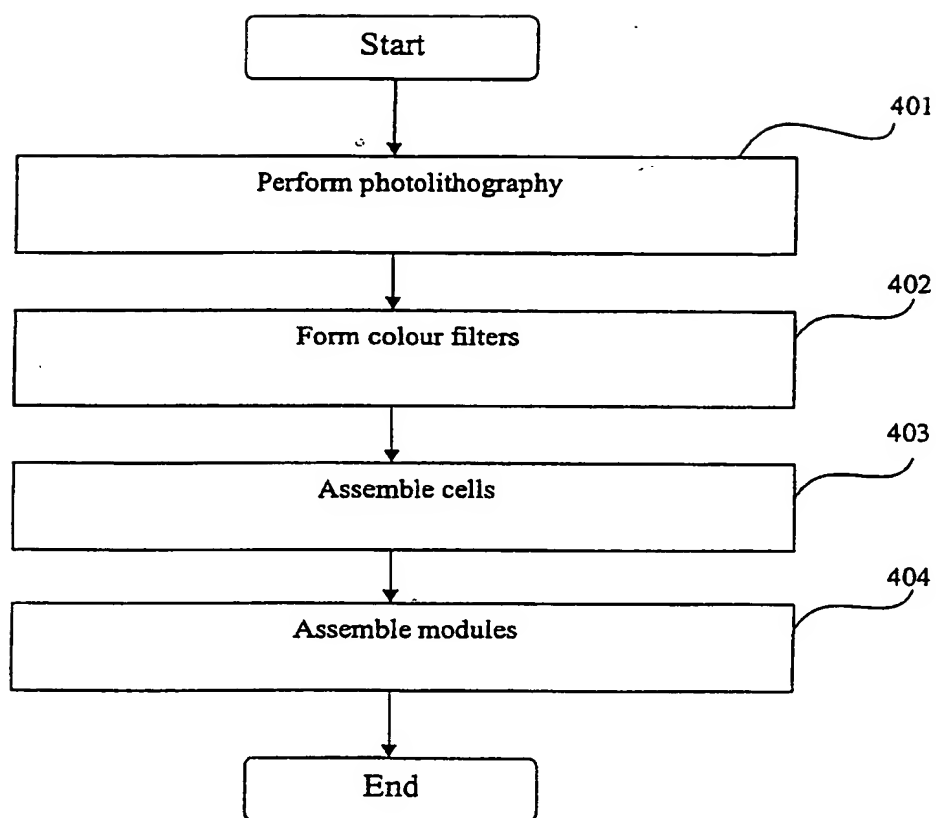 Start
401
Perform photolithography
402
Form colour filters
403
Assemble cells
404
Assemble modules
End